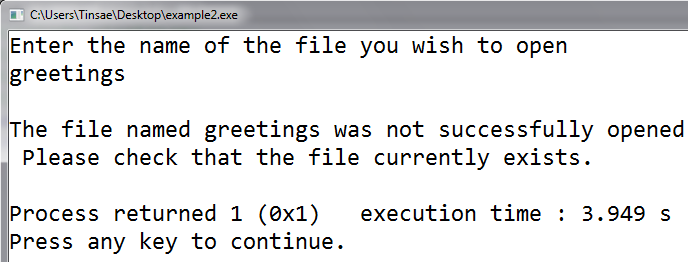 C:\Users\Tinsae\Desktop\example2.exe
Enter the name of the file you wish to open
greetings
The file named greetings was not successfully opened
 Please check that the file currently exists.
Process returned 1 (0x1)   execution time : 3.949 s
Press any key to continue.